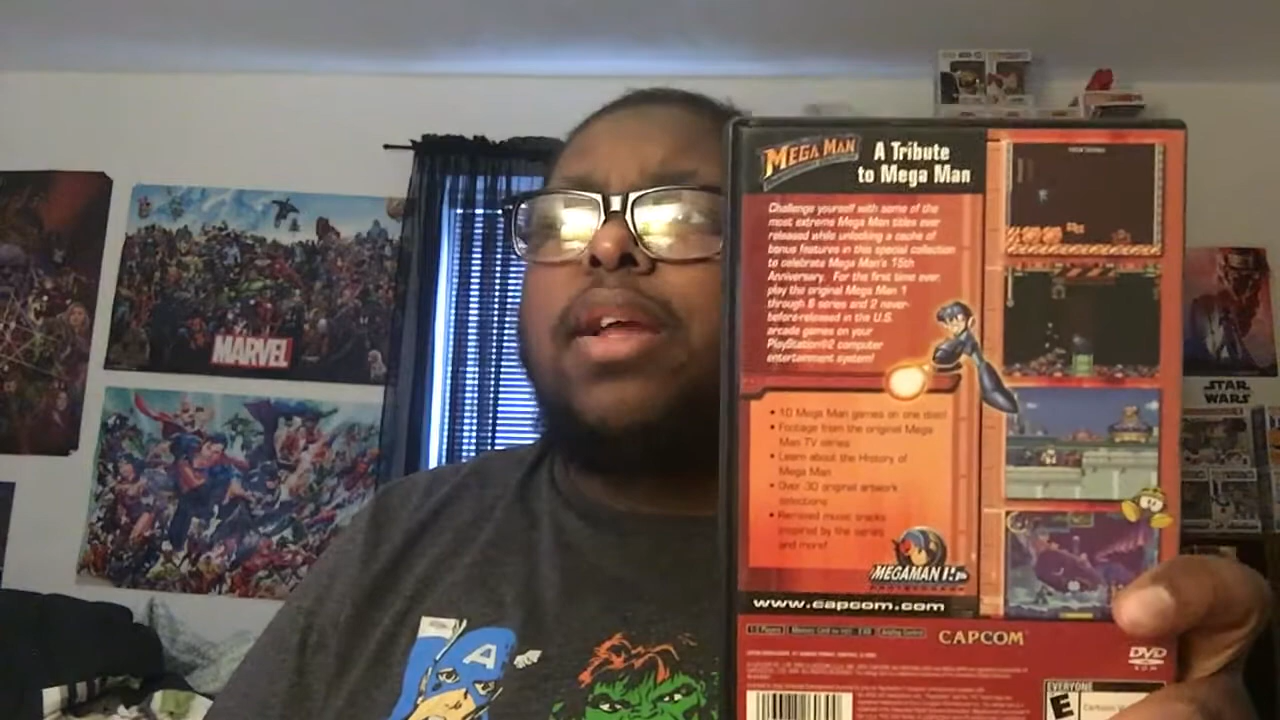 MEGA MAN
A Tribute
to Mega Man
Challenge yourself with some of the
most extreme Mega Man titles ever
released while unlocking a cache of
bonus features in this special collection
to celebrate Mega Man's 15th
Anniversary. For the first time ever,
play the original Mega Man 1
through 8 series and 2 never-
before-released in the U.S.
arcade games on your
PlayStation®2 computer
entertainment system!
• 10 Mega Man games on one disc!
• Footage from the original Mega
Man TV series
• Learn about the History of
Mega Man
• Over 30 original artwork
selections
• Remixed music tracks
inspired by the series
and more!
MEGAMAN
www.capcom.com
CAPCOM
DVD
ROM
EVERYONE
E
MARVEL
STAR
WARS
A